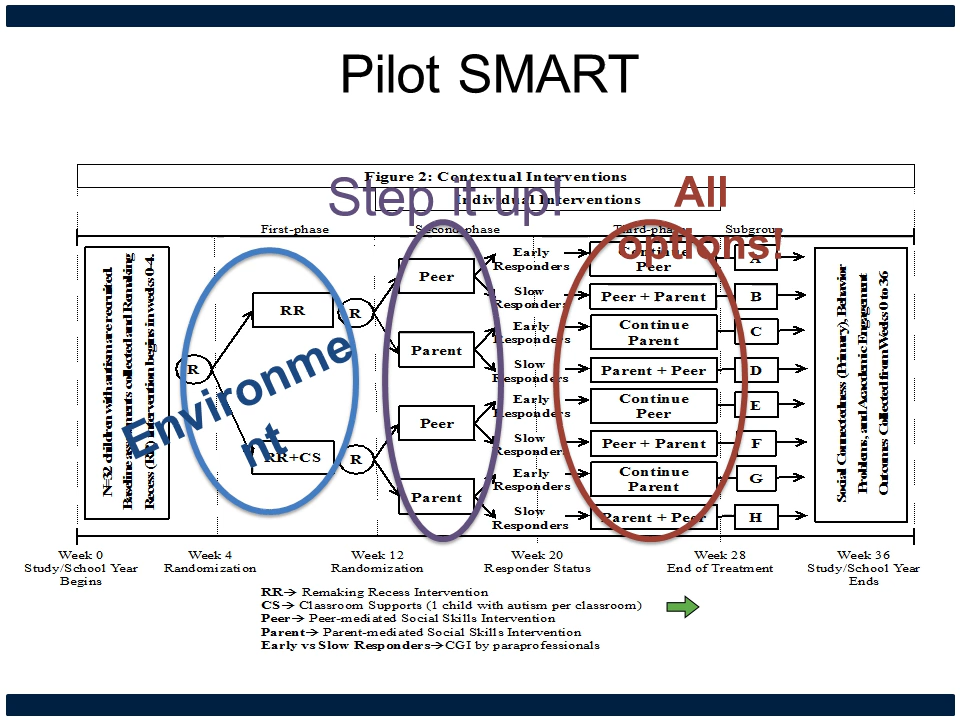 Pilot SMART
Figure 2: Contextual Interventions
Step it up!
All
options!
Individual Interventions
First-phase
Second-phase
Third-phase
Subgroup
N=32 children with autism are recruited.
Baseline assessments collected and Remaking
Recess (RR) intervention begins in weeks 0-4.
R
RR
RR+CS
Environme
nt
R
R
Peer
Parent
Peer
Parent
Early
Responders
Slow
Responders
Early
Responders
Slow
Responders
Early
Responders
Slow
Responders
Early
Responders
Slow
Responders
Continue
Peer
Peer + Parent
Continue
Parent
Parent + Peer
Continue
Peer
Peer + Parent
Continue
Parent
Parent + Peer
A
B
C
D
E
F
G
H
Social Connectedness (Primary), Behavior
Problems, and Academic Engagement
Outcomes Collected from Weeks 0 to 36
Week 0
Study/School Year
Begins
Week 4
Randomization
Week 12
Randomization
Week 20
Responder Status
Week 28
End of Treatment
Week 36
Study/School Year
Ends
RR→ Remaking Recess Intervention
CS→ Classroom Supports (1 child with autism per classroom)
Peer→ Peer-mediated Social Skills Intervention
Parent→ Parent-mediated Social Skills Intervention
Early vs Slow Responders→CGI by paraprofessionals